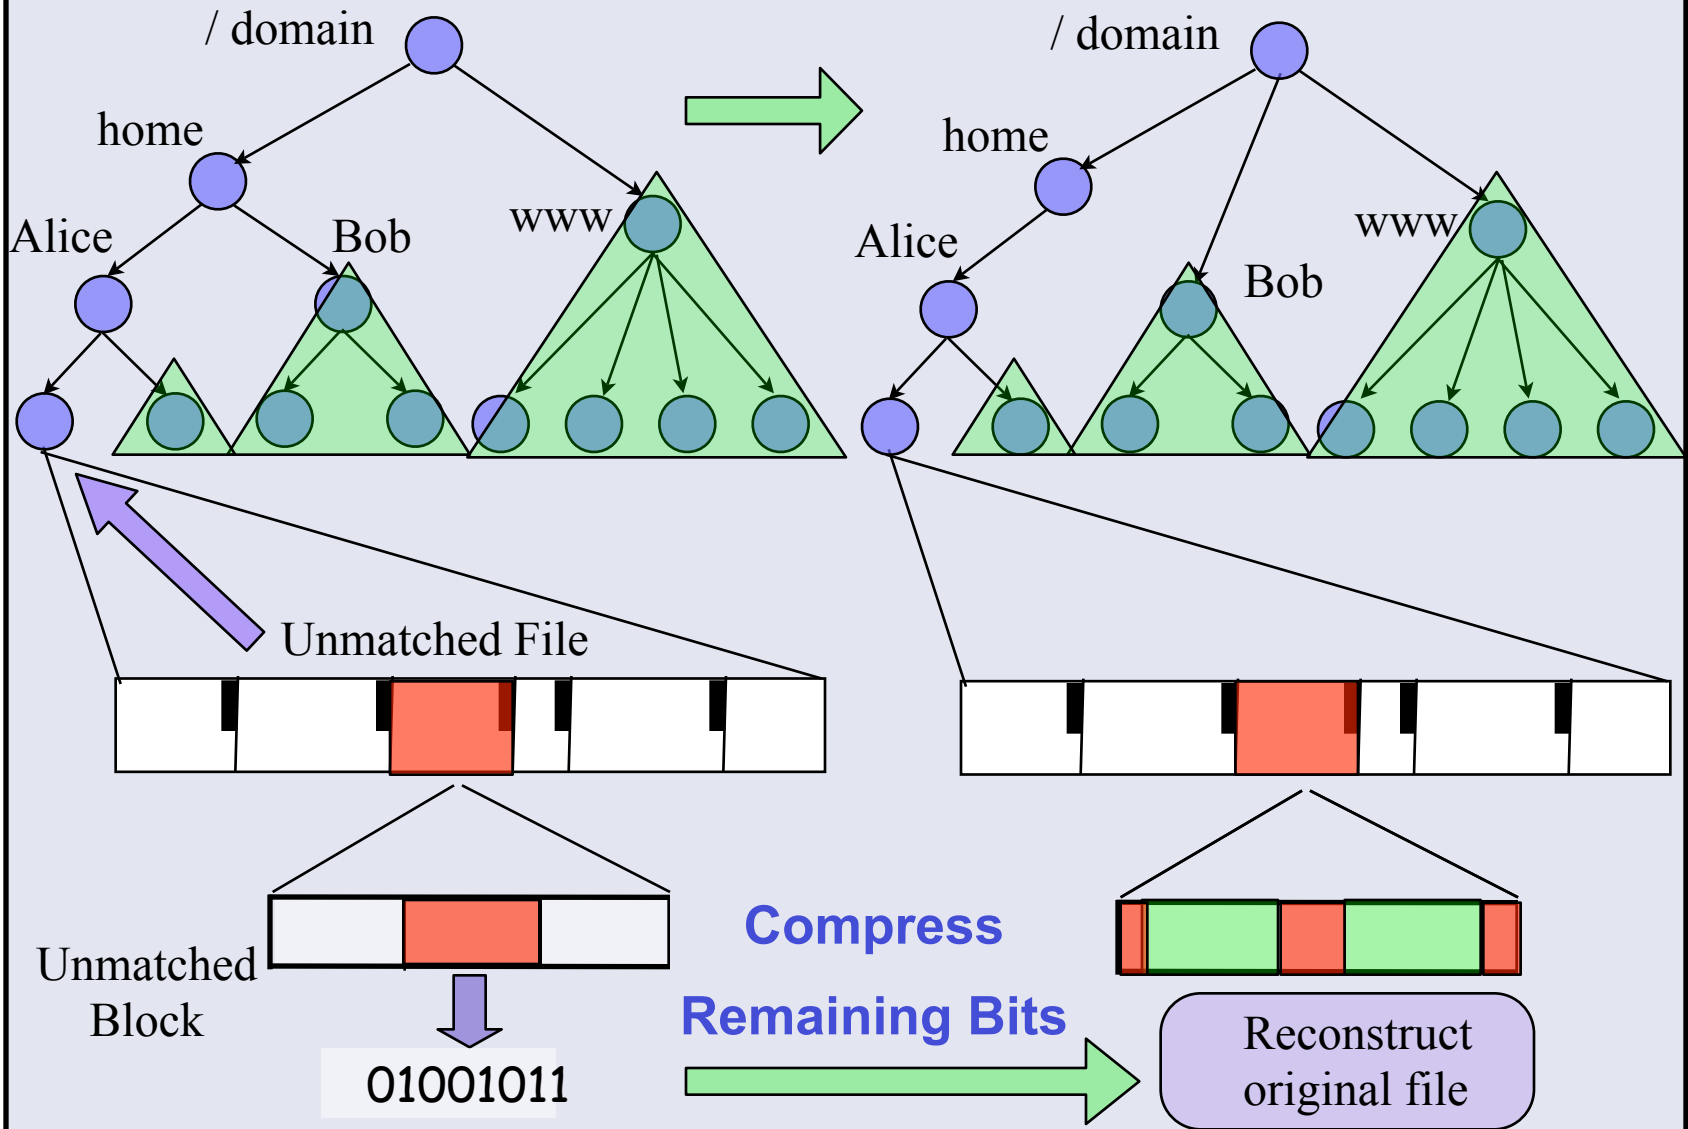 / domain
home
Alice
Bob
www
/ domain
home
Alice
Bob
www
Unmatched File
Unmatched
Block
01001011
Compress
Remaining Bits
Reconstruct
original file